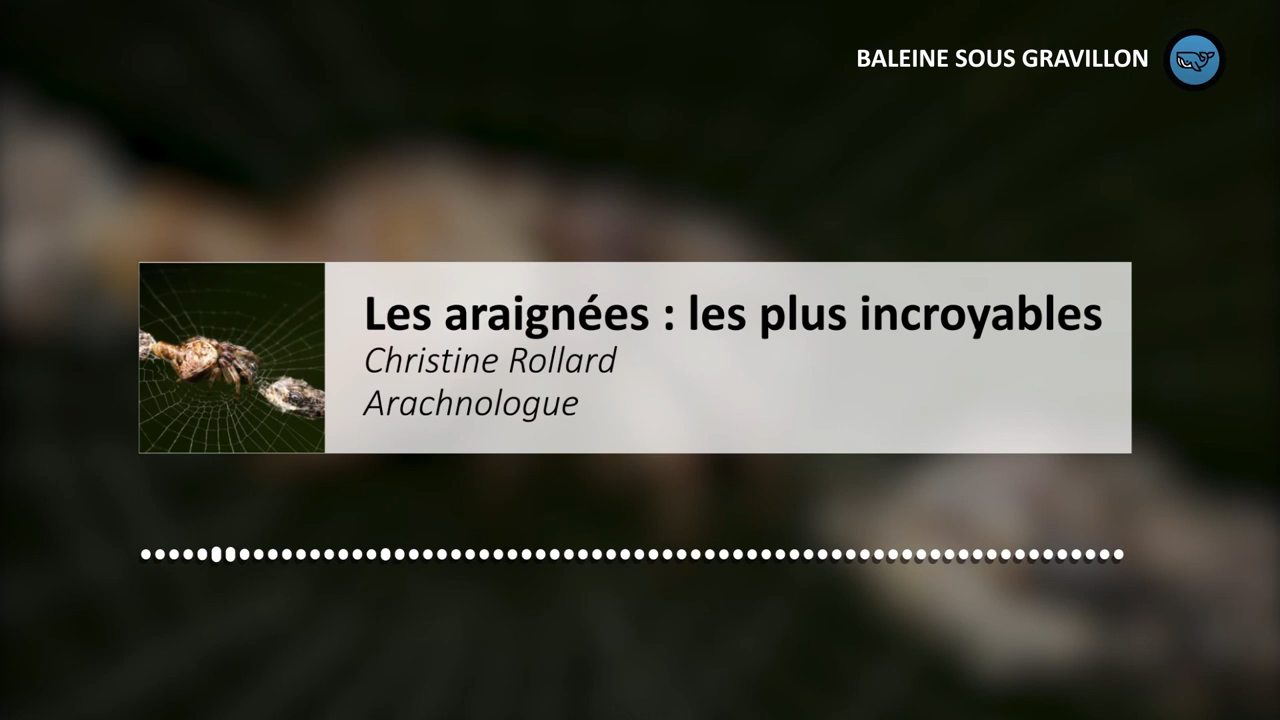 BALEINE SOUS GRAVILLON
Les araignées : les plus incroyables
Christine Rollard
Arachnologue